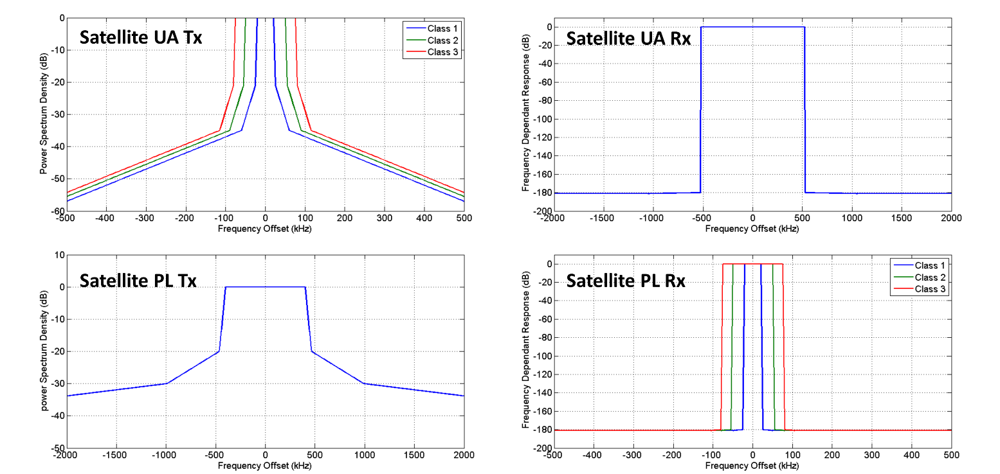 Satellite UA Tx
Class 1
Class 2
Class 3
Power Spectrum Density (dB)
0
-10
-20
-30
-40
-50
-60
-500 -400 -300 -200 -100 0 100 200 300 400 500
Frequency Offset (kHz)
Satellite UA Rx
Frequency Dependant Response (dB)
0
-20
-40
-60
-80
-100
-120
-140
-160
-180
-200
-2000 -1500 -1000 -500 0 500 1000 1500 2000
Frequency Offset (kHz)
Satellite PL Tx
power Spectrum Density (dB)
10
0
-10
-20
-30
-40
-50
-2000 -1500 -1000 -500 0 500 1000 1500 2000
Frequency Offset (kHz)
Satellite PL Rx
Class 1
Class 2
Class 3
Frequency Dependant Response (dB)
0
-20
-40
-60
-80
-100
-120
-140
-160
-180
-200
-500 -400 -300 -200 -100 0 100 200 300 400 500
Frequency Offset (kHz)